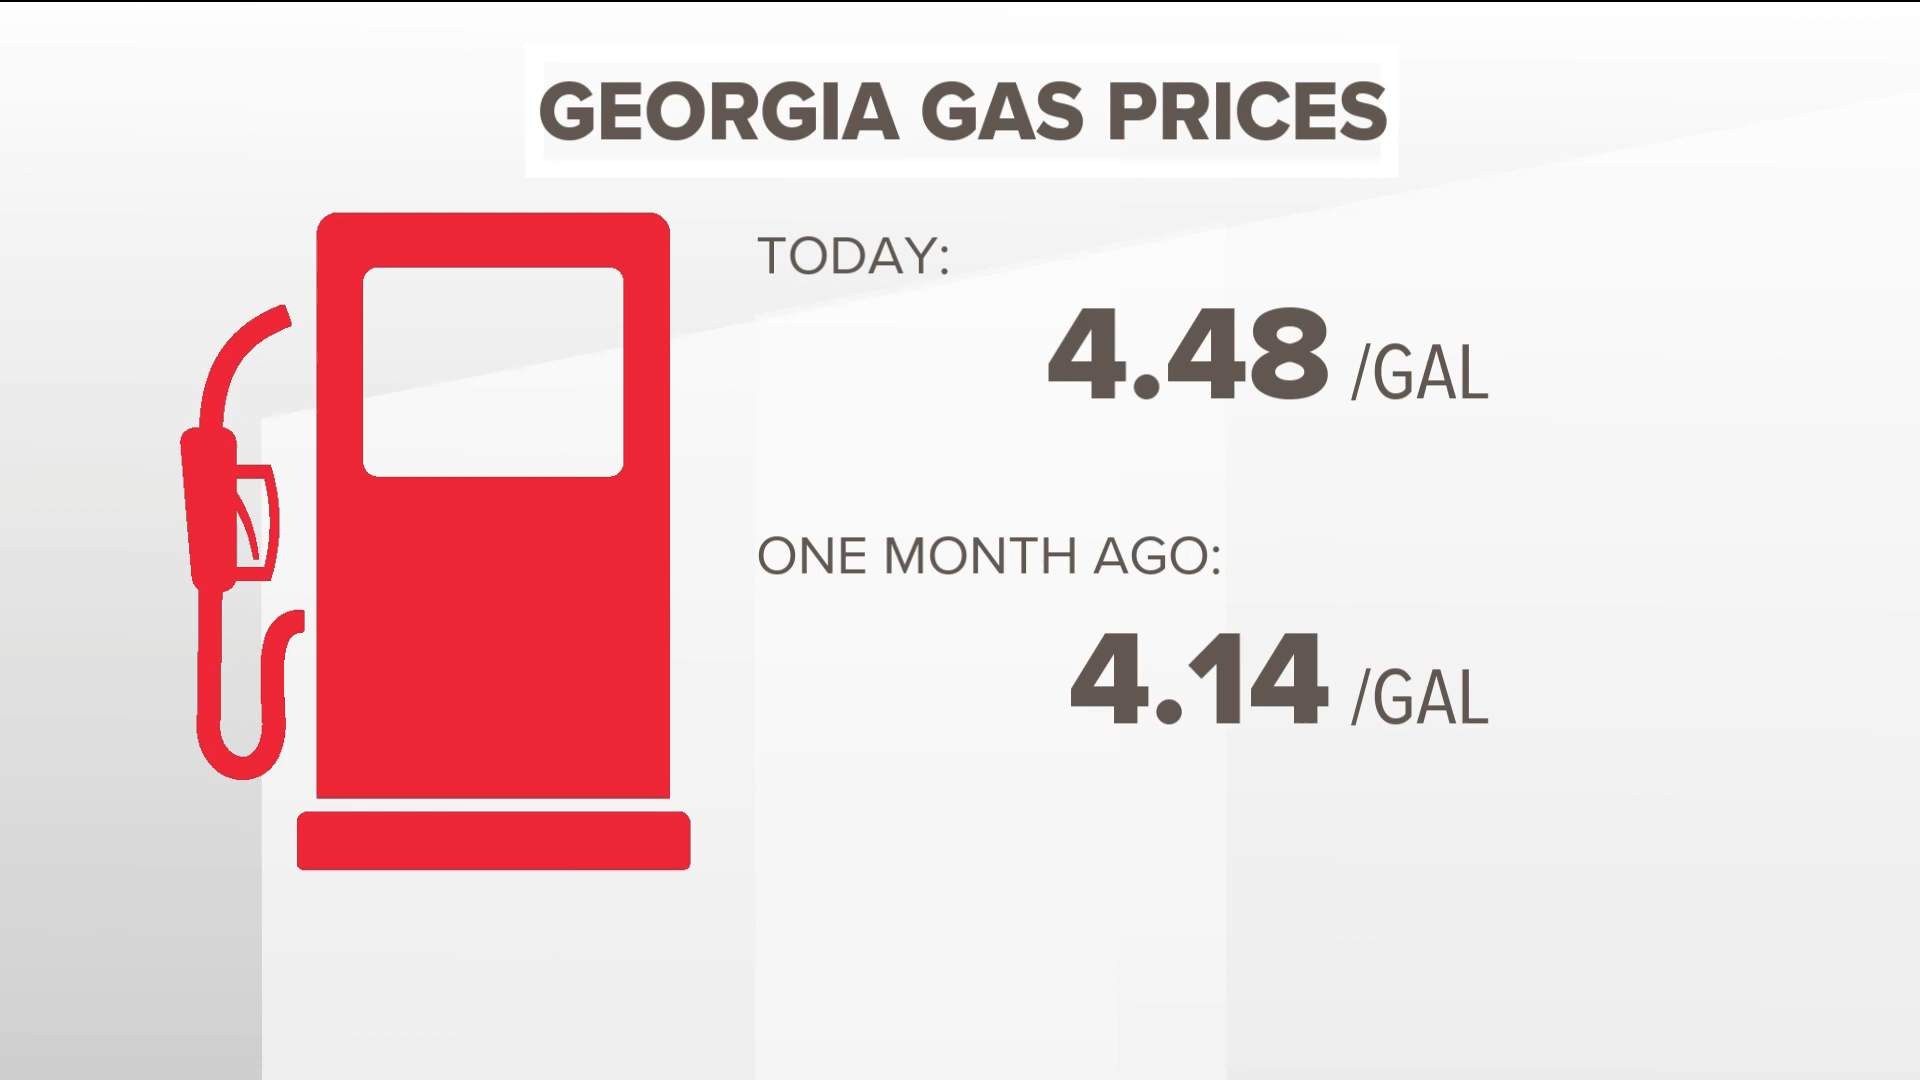 GEORGIA GAS PRICES
TODAY:
4.48 /GAL
ONE MONTH AGO:
4.14 /GAL